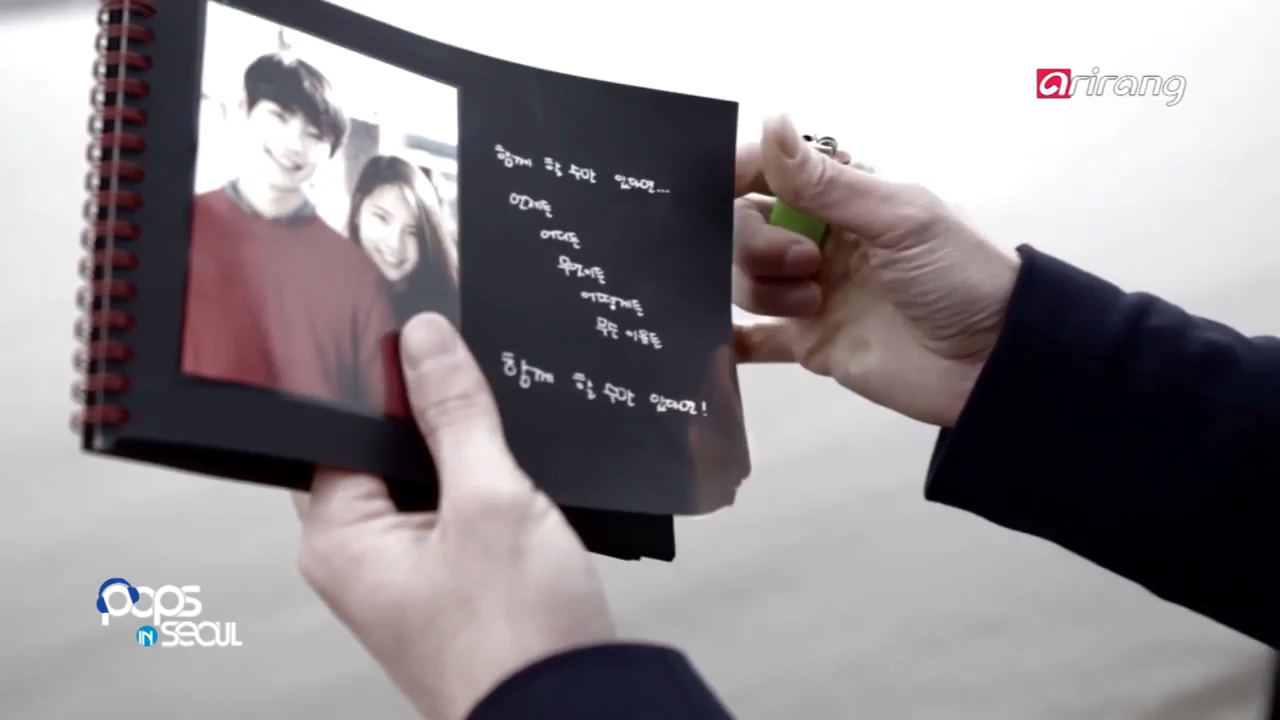 arirang
함께 할 수만 있다면...
언제든
어디든
무엇이든
어떻게든
무든 이유든
함께 할 수만 있다면!
pops
IN SEOUL